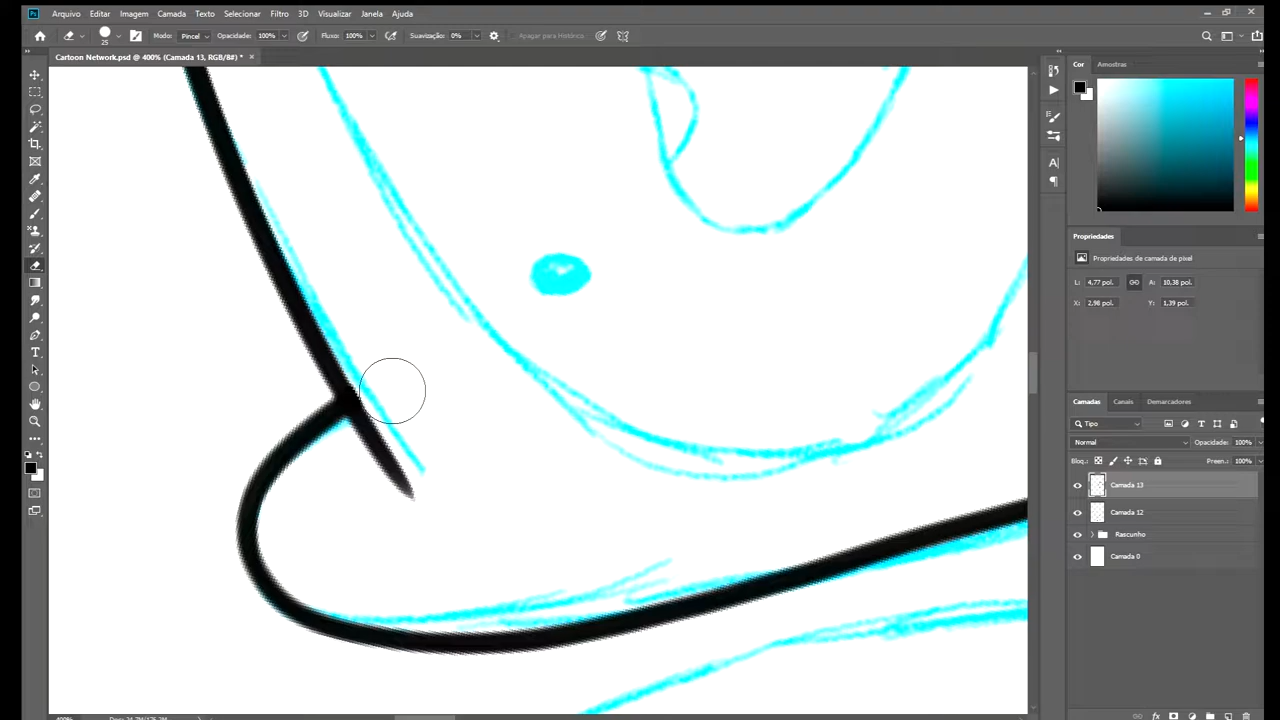 Ps Arquivo Editar Imagem Camada Texto Selecionar Filtro 3D Visualizar Janela Ajuda
25 Modo: Pincel Opacidade: 100% Fluxo: 100% Suavização: 0% Apagar para Histórico
Cartoon Network.psd @ 400% (Camada 13, RGB/8#) *
Cor Amostras
Propriedades
Propriedades de camada de pixel
L: 4,77 pol. A: 10,38 pol.
X: 2,98 pol. Y: 1,39 pol.
Camadas Canais Demarcadores
Tipo
Normal Opacidade: 100%
Bloq.: Preen.: 100%
Camada 13
Camada 12
Rascunho
Camada 0